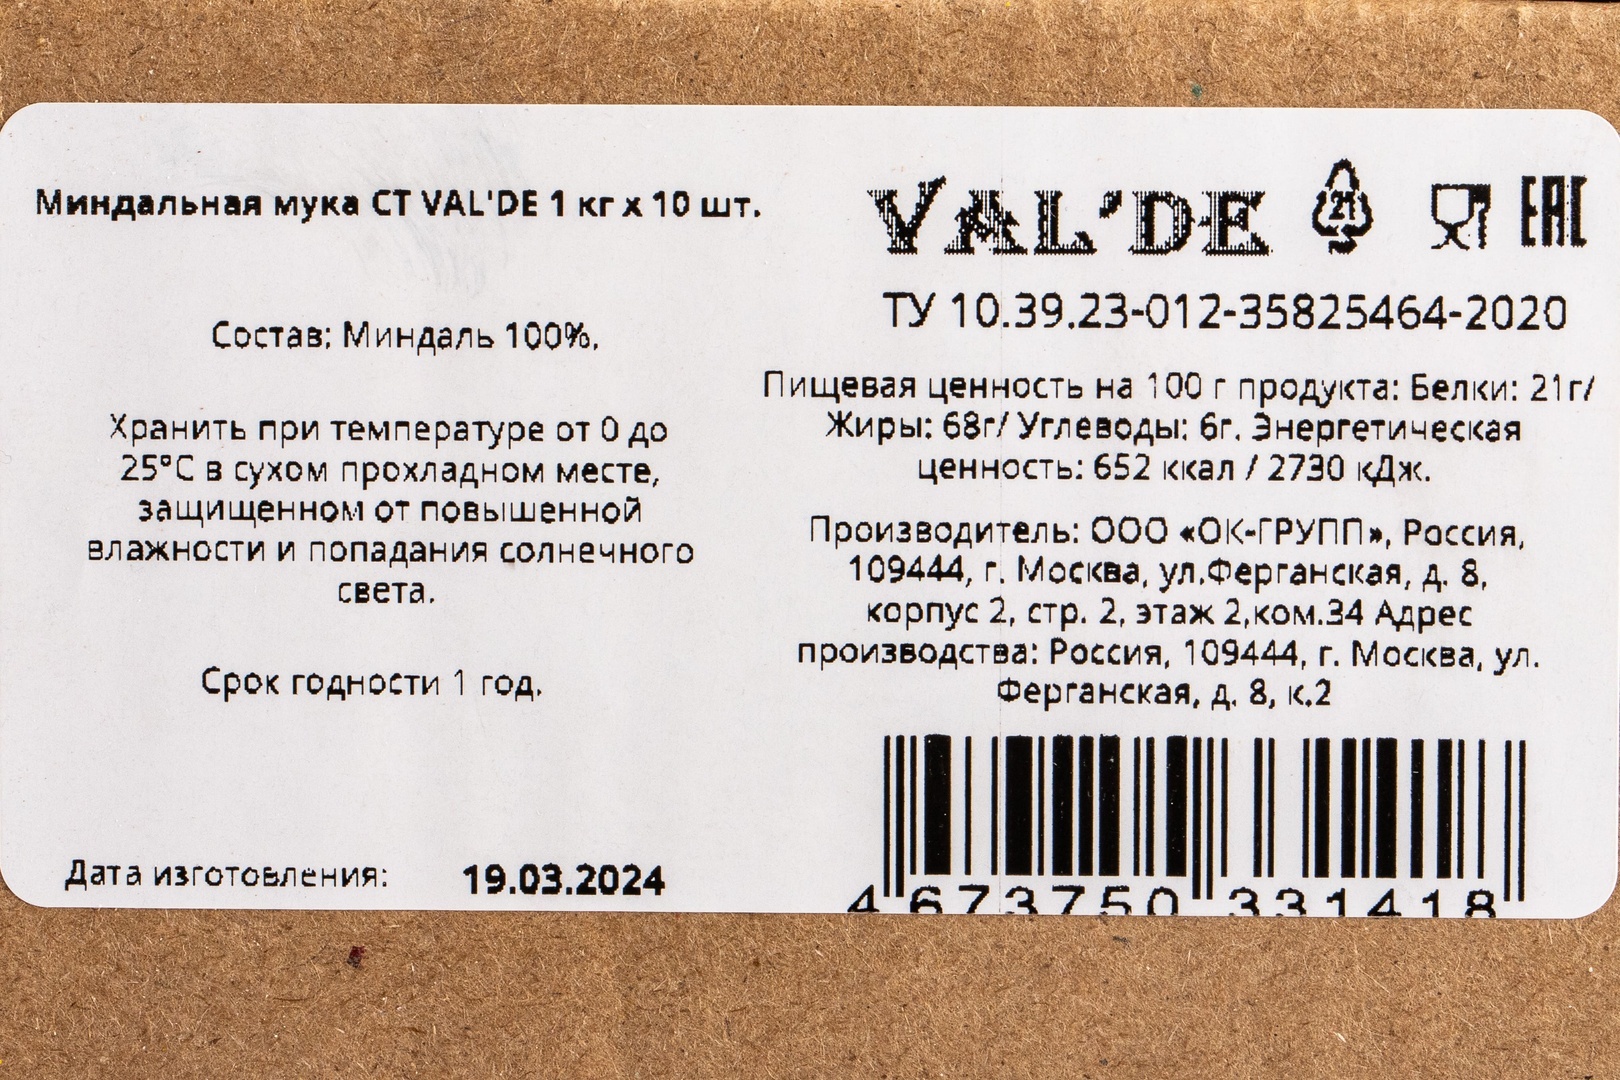 Миндальная мука СТ VAL'DE 1 кг х 10 шт.
Состав: Миндаль 100%.
Хранить при температуре от 0 до
25°С в сухом прохладном месте,
защищенном от повышенной
влажности и попадания солнечного
света.
Срок годности 1 год.
Дата изготовления: 19.03.2024
VAL'DE 21 EAC
ТУ 10.39.23-012-35825464-2020
Пищевая ценность на 100 г продукта: Белки: 21г/
Жиры: 68г/ Углеводы: 6г. Энергетическая
ценность: 652 ккал / 2730 кДж.
Производитель: ООО «ОК-ГРУПП», Россия,
109444, г. Москва, ул.Ферганская, д. 8,
корпус 2, стр. 2, этаж 2,ком.34 Адрес
производства: Россия, 109444, г. Москва, ул.
Ферганская, д. 8, к.2
4 673750 331418